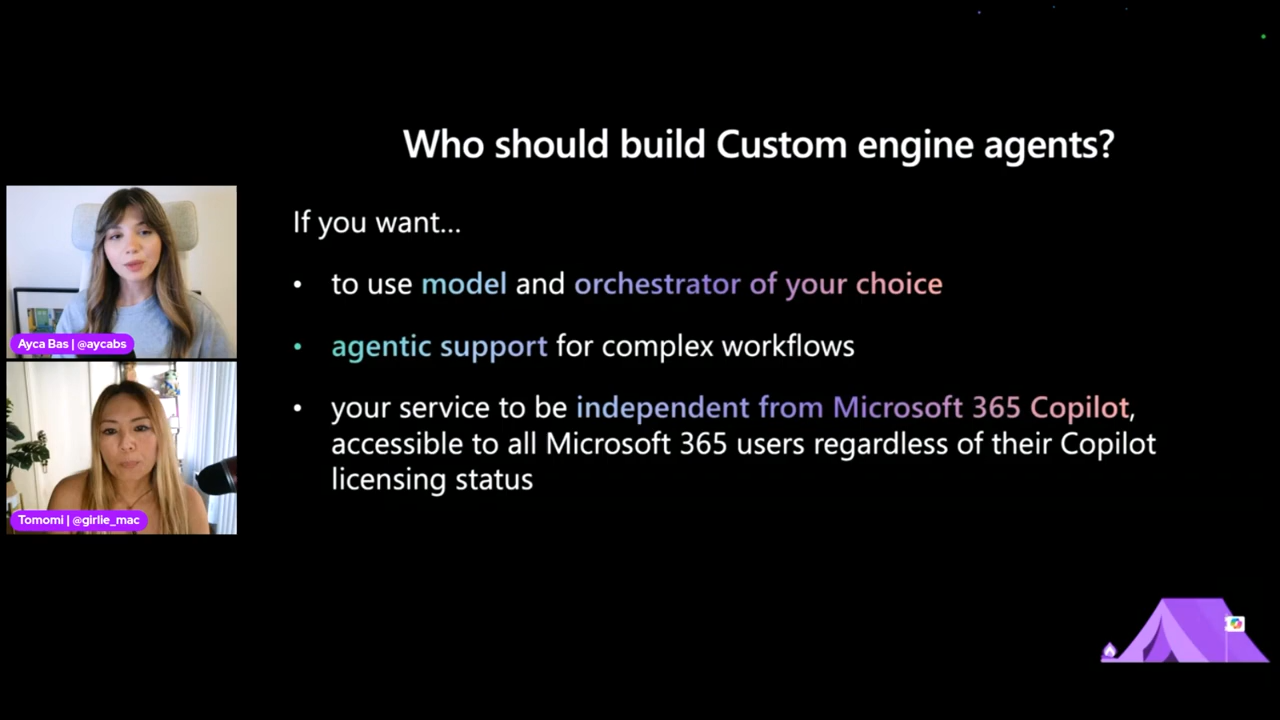 Who should build Custom engine agents?
If you want...
• to use model and orchestrator of your choice
• agentic support for complex workflows
• your service to be independent from Microsoft 365 Copilot,
accessible to all Microsoft 365 users regardless of their Copilot
licensing status
Ayca Bas | @aycabs
Tomomi | @girlie_mac